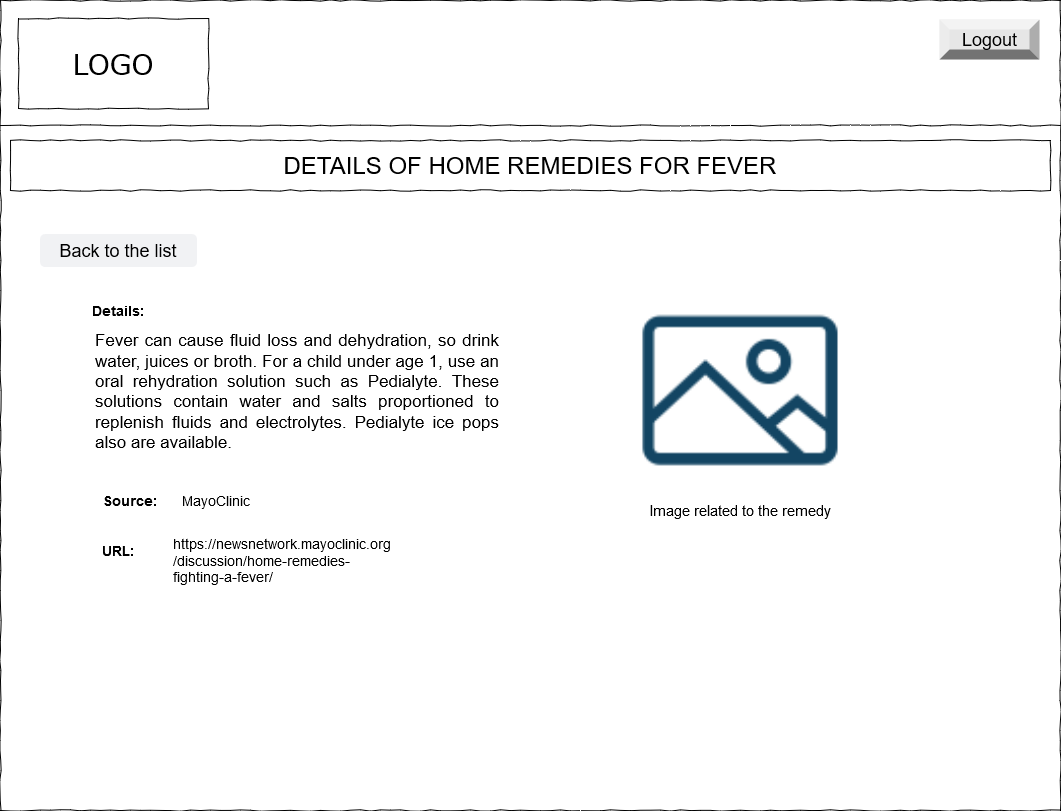 LOGO
Logout
DETAILS OF HOME REMEDIES FOR FEVER
Back to the list
Details:
Fever can cause fluid loss and dehydration, so drink
water, juices or broth. For a child under age 1, use an
oral rehydration solution such as Pedialyte. These
solutions contain water and salts proportioned to
replenish fluids and electrolytes. Pedialyte ice pops
also are available.
Source: MayoClinic
URL: https://newsnetwork.mayoclinic.org
/discussion/home-remedies-
fighting-a-fever/
Image related to the remedy